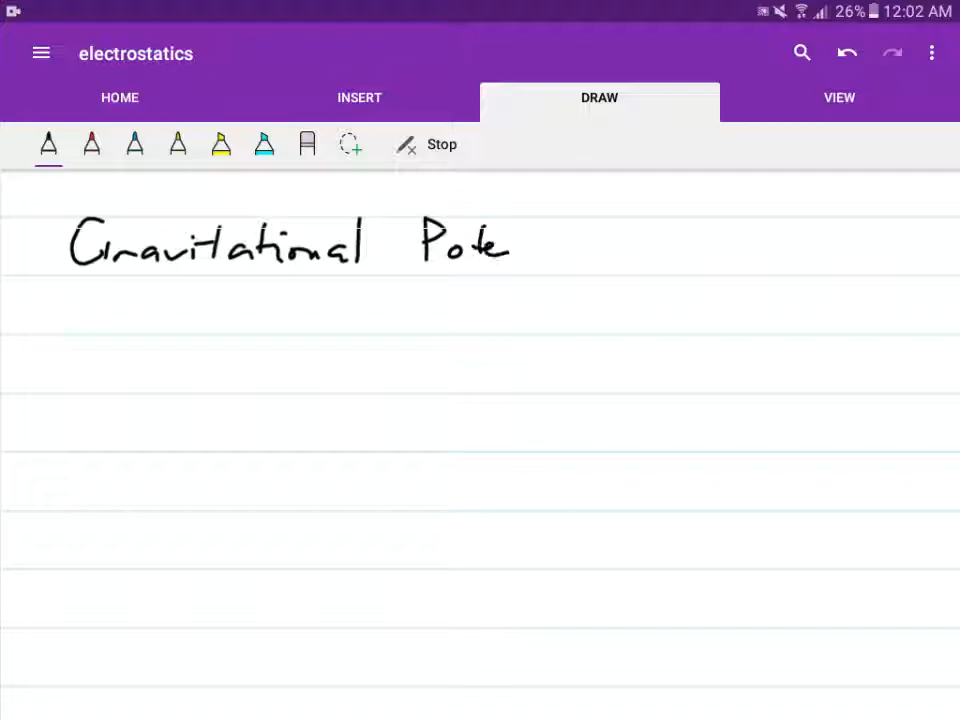 26% 12:02 AM
electrostatics
HOME INSERT DRAW VIEW
Stop
Gravitational Pote